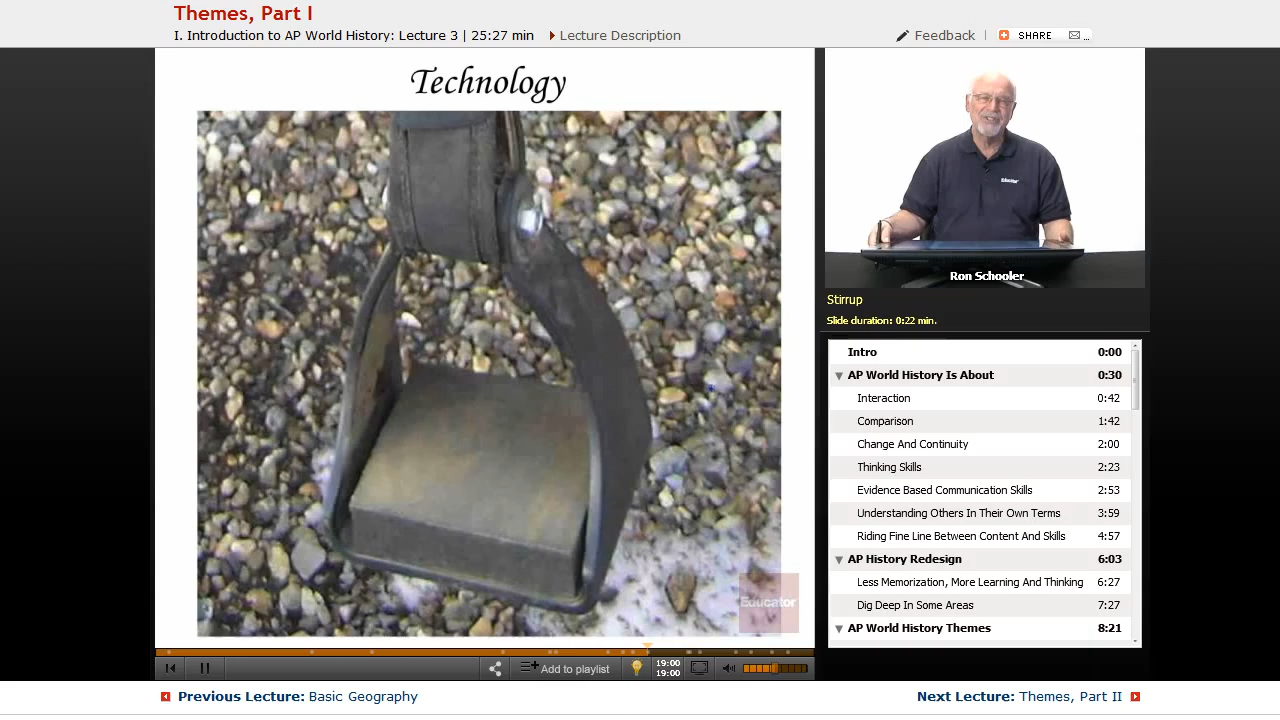 Themes, Part I
I. Introduction to AP World History: Lecture 3 | 25:27 min
Lecture Description
Feedback
SHARE
Technology
Educator
Educator
Ron Schooler
Stirrup
Slide duration: 0:22 min.
Intro 0:00
AP World History Is About 0:30
Interaction 0:42
Comparison 1:42
Change And Continuity 2:00
Thinking Skills 2:23
Evidence Based Communication Skills 2:53
Understanding Others In Their Own Terms 3:59
Riding Fine Line Between Content And Skills 4:57
AP History Redesign 6:03
Less Memorization, More Learning And Thinking 6:27
Dig Deep In Some Areas 7:27
AP World History Themes 8:21
Add to playlist
19:00
19:00
Previous Lecture: Basic Geography
Next Lecture: Themes, Part II